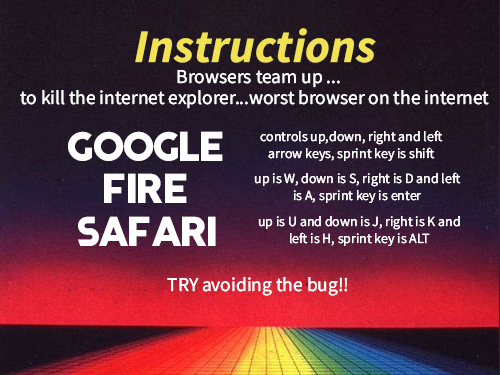 Instructions
Browsers team up ...
to kill the internet explorer...worst browser on the internet
GOOGLE
controls up,down, right and left
arrow keys, sprint key is shift
FIRE
up is W, down is S, right is D and left
is A, sprint key is enter
SAFARI
up is U and down is J, right is K and
left is H, sprint key is ALT
TRY avoiding the bug!!